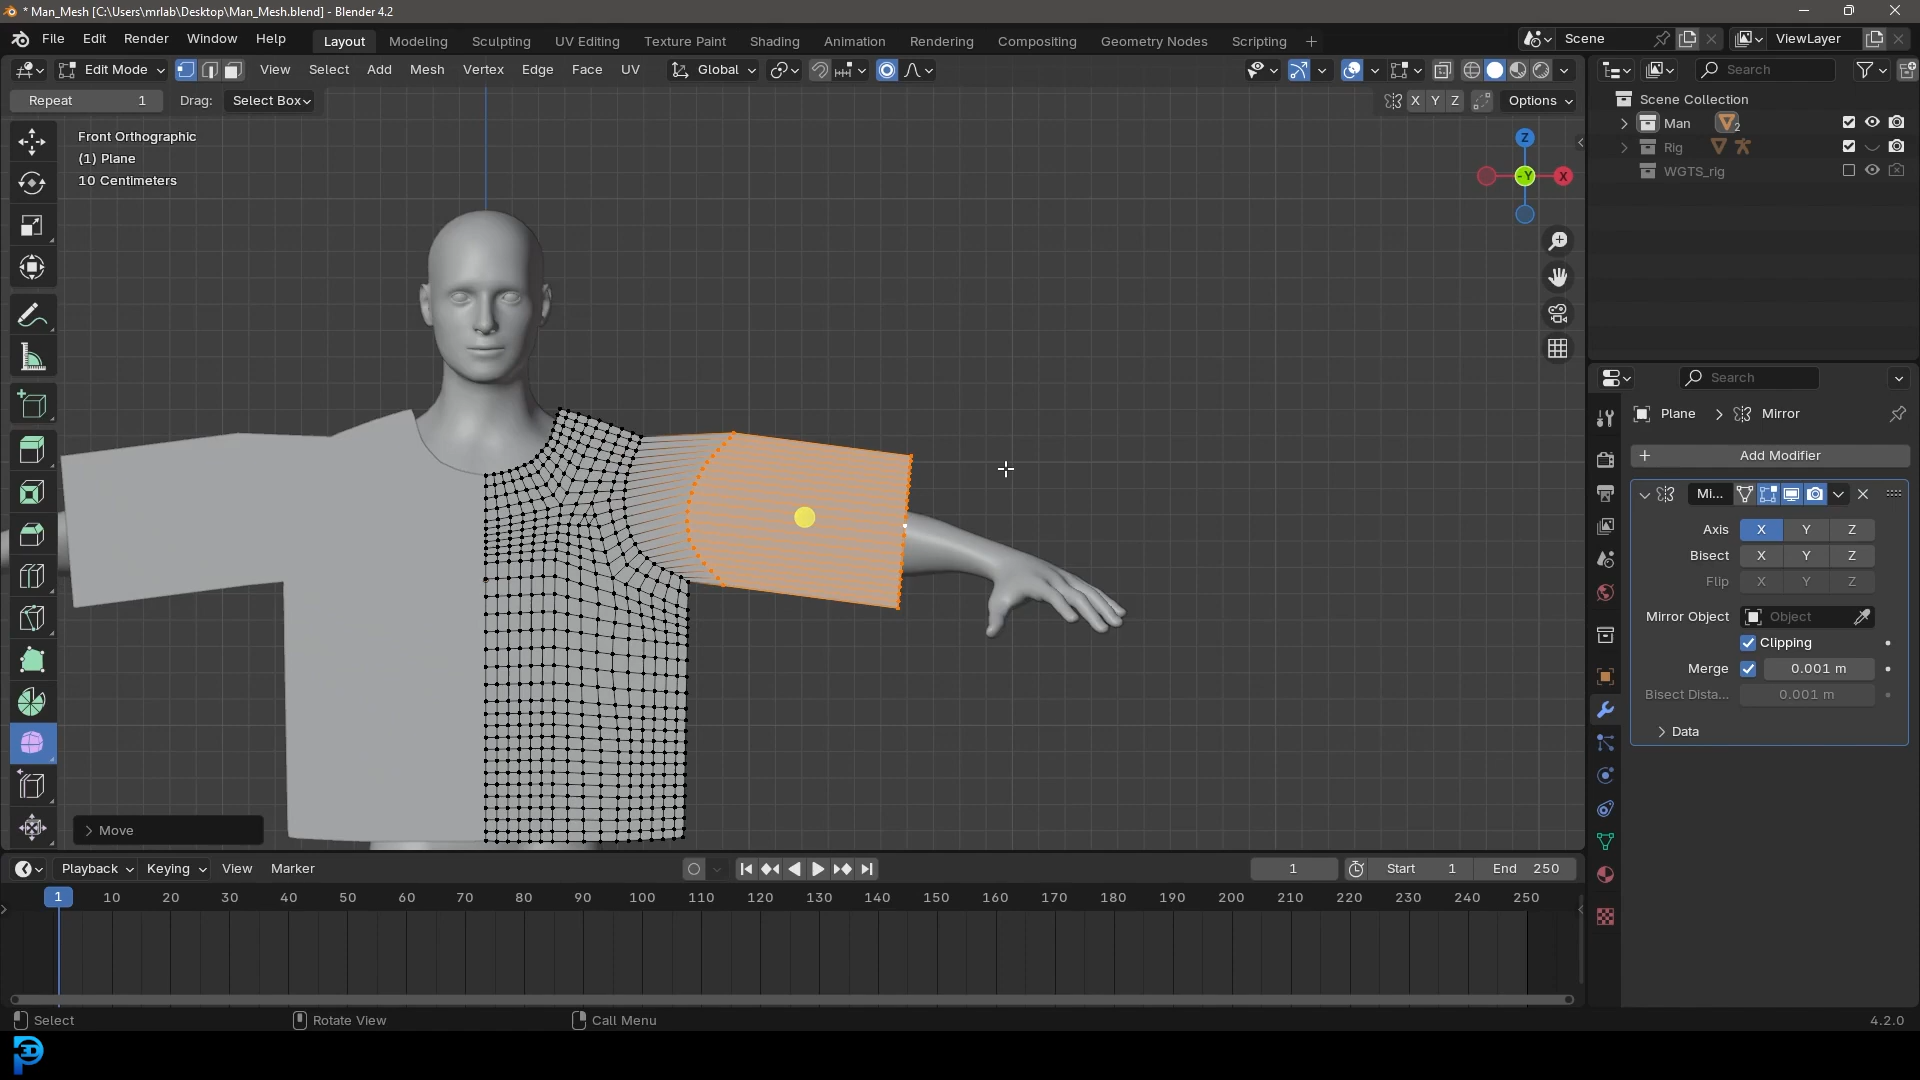 * Man_Mesh [C:\Users\mrlab\Desktop\Man_Mesh.blend] - Blender 4.2
File Edit Render Window Help
Layout Modeling Sculpting UV Editing Texture Paint Shading Animation Rendering Compositing Geometry Nodes Scripting +
Scene
ViewLayer
Edit Mode View Select Add Mesh Vertex Edge Face UV Global
Search
Repeat 1 Drag: Select Box
X Y Z Options
Scene Collection
Man 2
Rig
WGTS_rig
Front Orthographic
(1) Plane
10 Centimeters
Z
-Y
X
Search
Plane > Mirror
+ Add Modifier
Mi...
Axis X Y Z
Bisect X Y Z
Flip X Y Z
Mirror Object Object
Clipping
Merge 0.001 m
Bisect Dista... 0.001 m
Data
Move
Playback Keying View Marker
1 Start 1 End 250
1 10 20 30 40 50 60 70 80 90 100 110 120 130 140 150 160 170 180 190 200 210 220 230 240 250
Select Rotate View Call Menu
4.2.0
3D